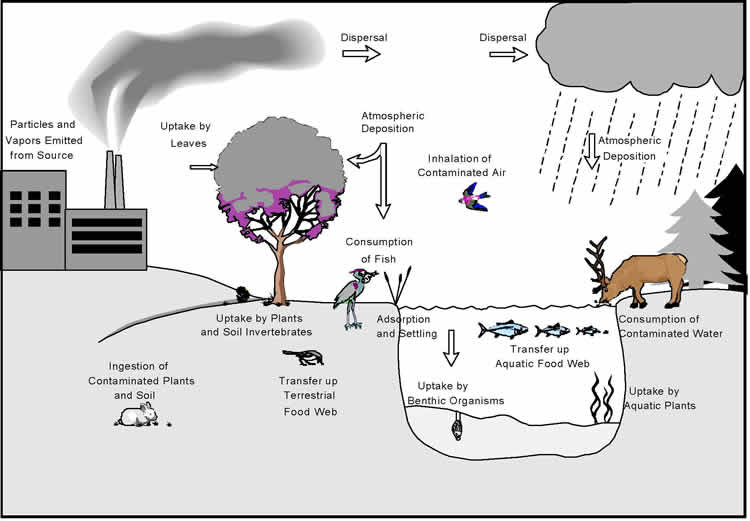 Dispersal
Dispersal
Particles and
Vapors Emitted
from Source
Uptake by
Leaves
Atmospheric
Deposition
Inhalation of
Contaminated Air
Atmospheric
Deposition
Consumption
of Fish
Uptake by Plants
and Soil Invertebrates
Adsorption
and Settling
Consumption of
Contaminated Water
Transfer up
Aquatic Food Web
Ingestion of
Contaminated Plants
and Soil
Transfer up
Terrestrial
Food Web
Uptake by
Benthic Organisms
Uptake by
Aquatic Plants